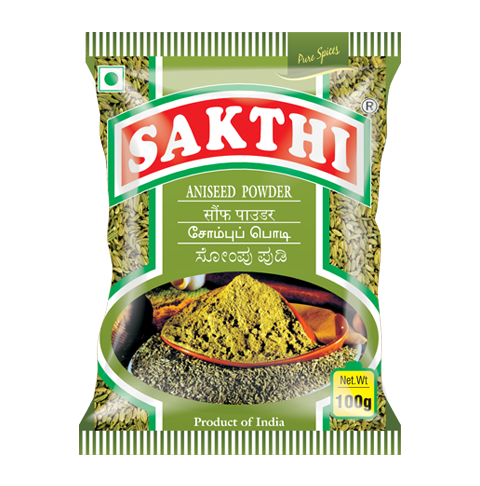 Pure Spices
SAKTHI
®
ANISEED POWDER
सौंफ पाउडर
சோம்புப் பொடி
ಸೋಂಪು ಪುಡಿ
Net.Wt
100g
Product of India